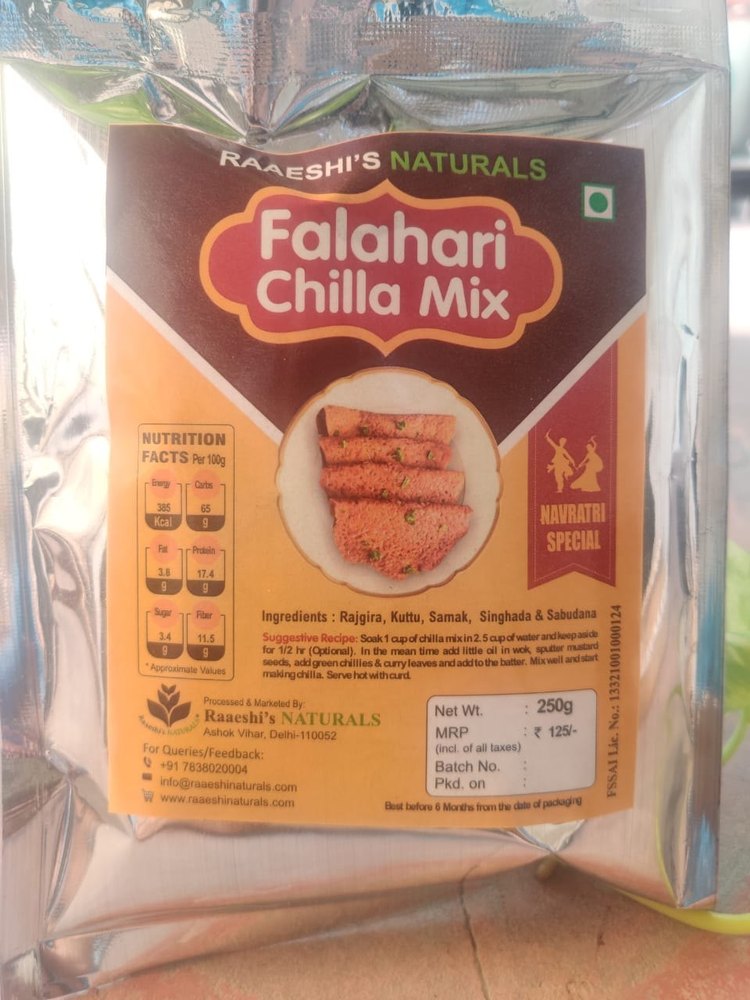 RAAESHI'S NATURALS
Falahari
Chilla Mix
NUTRITION
FACTS Per 100g
Energy
385
Kcal
Carbs
65
g
Fat
3.8
g
Protein
17.4
g
Sugar
3.4
g
Fiber
11.5
g
* Approximate Values
NAVRATRI
SPECIAL
Ingredients : Rajgira, Kuttu, Samak, Singhada & Sabudana
Suggestive Recipe: Soak 1 cup of chilla mix in 2.5 cup of water and keep aside
for 1/2 hr (Optional). In the mean time add little oil in wok, sputter mustard
seeds, add green chillies & curry leaves and add to the batter. Mix well and start
making chilla. Serve hot with curd.
RAAESHI'S NATURALS
Processed & Marketed By:
Raaeshi's NATURALS
Ashok Vihar, Delhi-110052
For Queries/Feedback:
+91 7838020004
info@raaeshinaturals.com
www.raaeshinaturals.com
Net Wt. : 250g
MRP : ₹ 125/-
(incl. of all taxes)
Batch No. :
Pkd. on :
Best before 6 Months from the date of packaging
FSSAI Lic. No.: 13321001000124